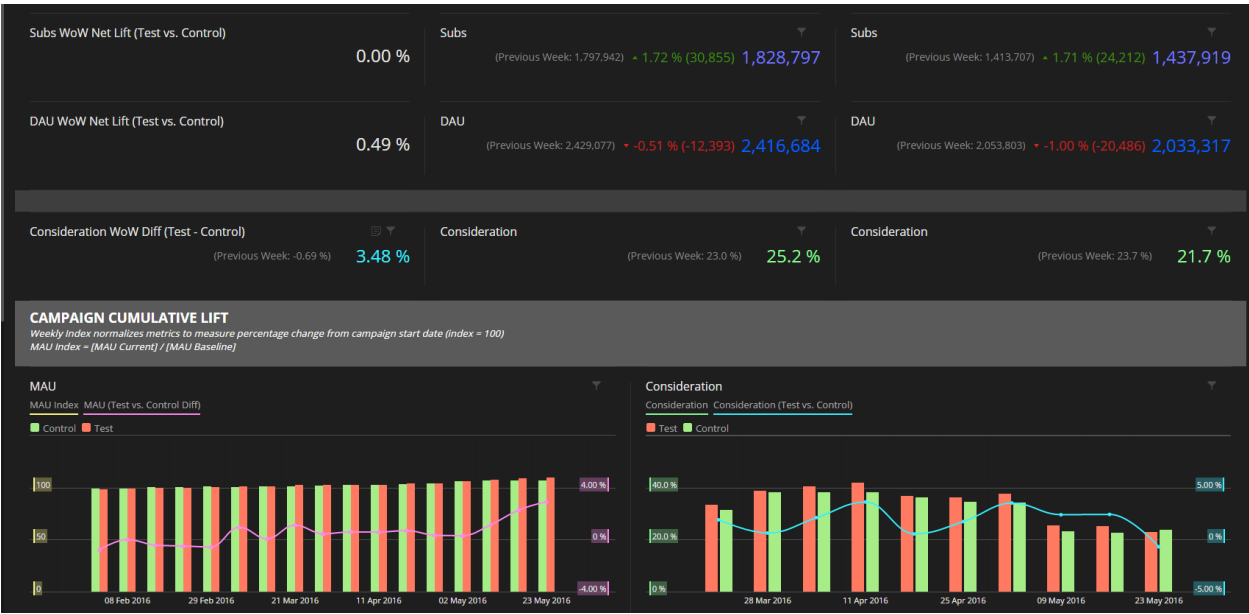 Subs WoW Net Lift (Test vs. Control)
0.00 %
Subs
(Previous Week: 1,797,942) ▲ 1.72 % (30,855) 1,828,797
Subs
(Previous Week: 1,413,707) ▲ 1.71 % (24,212) 1,437,919
DAU WoW Net Lift (Test vs. Control)
0.49 %
DAU
(Previous Week: 2,429,077) ▼ -0.51 % (-12,393) 2,416,684
DAU
(Previous Week: 2,053,803) ▼ -1.00 % (-20,486) 2,033,317
Consideration WoW Diff (Test - Control)
(Previous Week: -0.69 %) 3.48 %
Consideration
(Previous Week: 23.0 %) 25.2 %
Consideration
(Previous Week: 23.7 %) 21.7 %
CAMPAIGN CUMULATIVE LIFT
Weekly Index normalizes metrics to measure percentage change from campaign start date (index = 100)
MAU Index = [MAU Current] / [MAU Baseline]
MAU
MAU Index MAU (Test vs. Control Diff)
Control Test
100 4.00 %
50 0 %
0 -4.00 %
08 Feb 2016 29 Feb 2016 21 Mar 2016 11 Apr 2016 02 May 2016 23 May 2016
Consideration
Consideration Consideration (Test vs. Control)
Test Control
40.0 % 5.00 %
20.0 % 0 %
0 % -5.00 %
28 Mar 2016 11 Apr 2016 25 Apr 2016 09 May 2016 23 May 2016